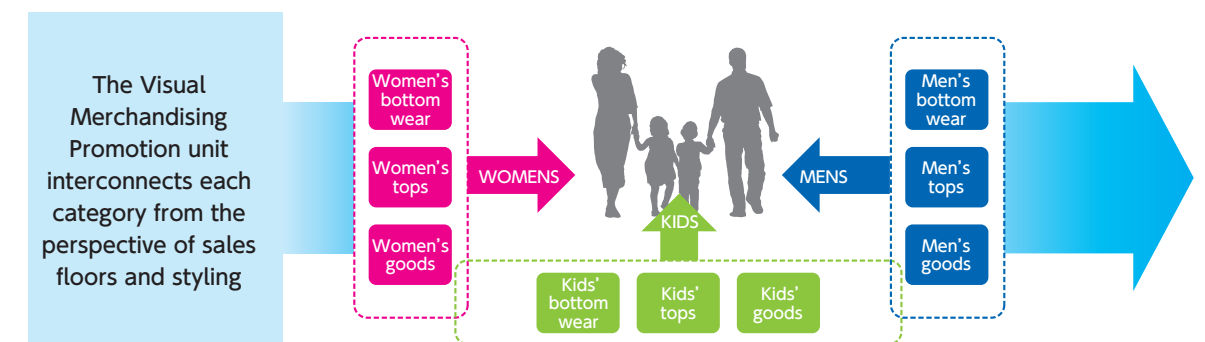 The Visual
Merchandising
Promotion unit
interconnects each
category from the
perspective of sales
floors and styling
Women's
bottom
wear
Women's
tops
Women's
goods
WOMENS
MENS
KIDS
Men's
bottom
wear
Men's
tops
Men's
goods
Kids'
bottom
wear
Kids'
tops
Kids'
goods